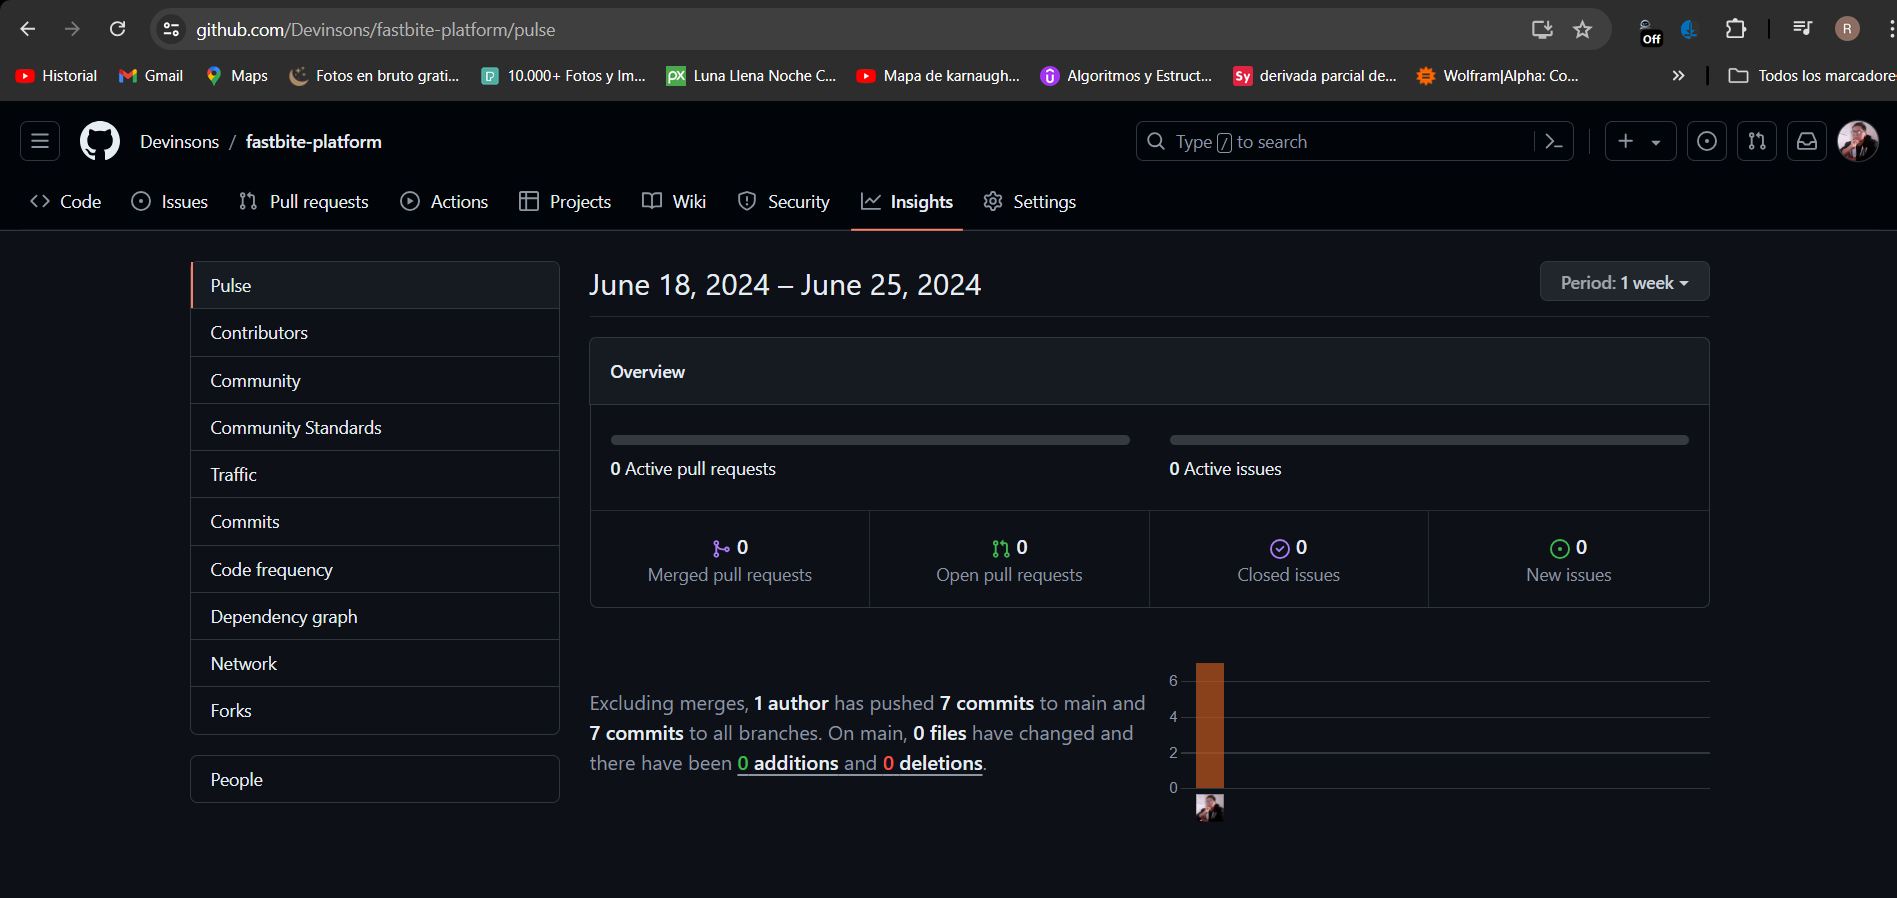 github.com/Devinsons/fastbite-platform/pulse
Off
R
Historial
Gmail
Maps
Fotos en bruto grati...
10.000+ Fotos y Im...
Luna Llena Noche C...
Mapa de karnaugh...
Algoritmos y Estruct...
Sy derivada parcial de...
Wolfram|Alpha: Co...
»
Todos los marcadore
Devinsons / fastbite-platform
Type / to search
Code
Issues
Pull requests
Actions
Projects
Wiki
Security
Insights
Settings
Pulse
Contributors
Community
Community Standards
Traffic
Commits
Code frequency
Dependency graph
Network
Forks
People
June 18, 2024 – June 25, 2024
Period: 1 week
Overview
0 Active pull requests
0 Active issues
0
Merged pull requests
0
Open pull requests
0
Closed issues
0
New issues
Excluding merges, 1 author has pushed 7 commits to main and
7 commits to all branches. On main, 0 files have changed and
there have been 0 additions and 0 deletions.
6
4
2
0